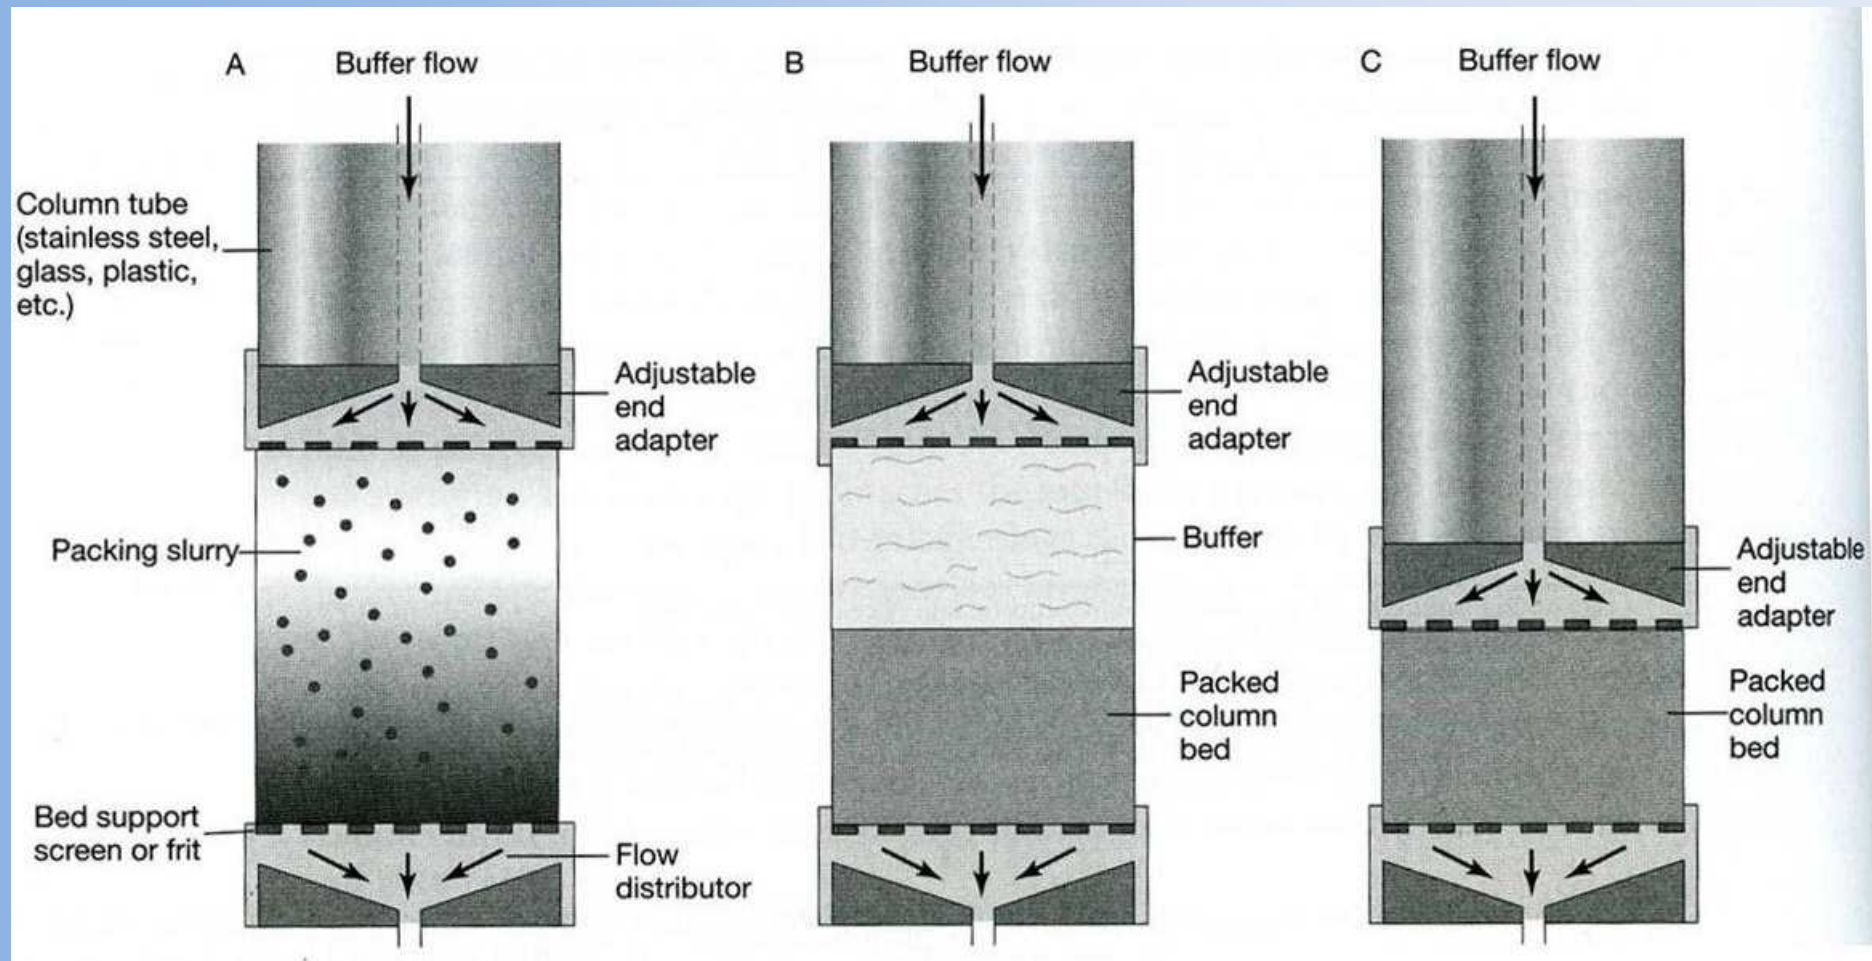 A
Buffer flow
Column tube
(stainless steel,
glass, plastic,
etc.)
Adjustable
end
adapter
Packing slurry
Bed support
screen or frit
Flow
distributor
B
Buffer flow
Adjustable
end
adapter
Buffer
Packed
column
bed
C
Buffer flow
Adjustable
end
adapter
Packed
column
bed